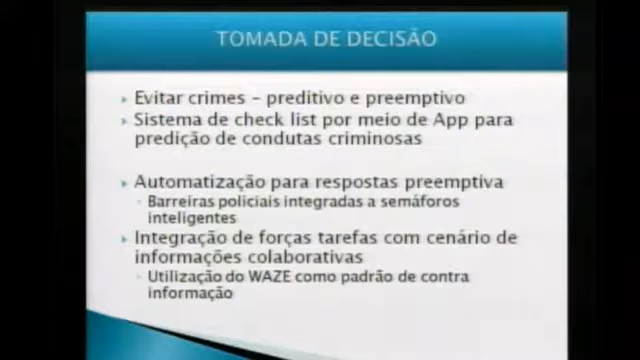 TOMADA DE DECISÃO
Evitar crimes – preditivo e preemptivo
Sistema de check list por meio de App para
predição de condutas criminosas
Automatização para respostas preemptiva
Barreiras policiais integradas a semáforos
inteligentes
Integração de forças tarefas com cenário de
informações colaborativas
Utilização do WAZE como padrão de contra
informação